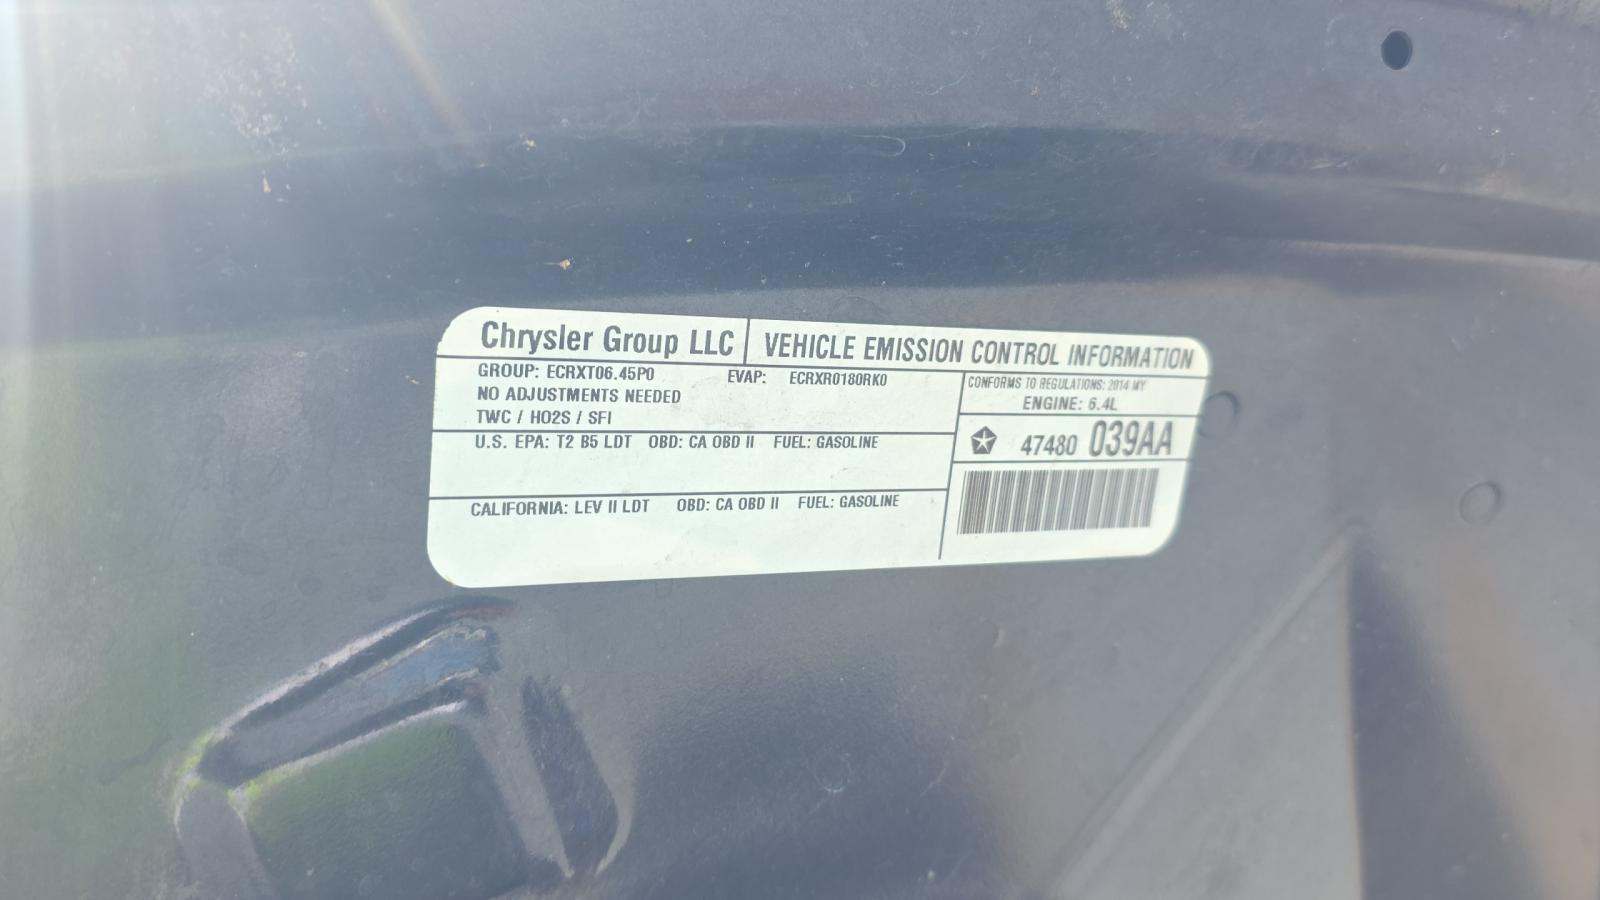 Chrysler Group LLC VEHICLE EMISSION CONTROL INFORMATION
GROUP: ECRXT06.45P0 EVAP: ECRXR0180RK0
NO ADJUSTMENTS NEEDED
TWC / HO2S / SFI
CONFORMS TO REGULATIONS: 2014 MY
ENGINE: 6.4L
47480 039AA
U.S. EPA: T2 B5 LDT OBD: CA OBD II FUEL: GASOLINE
CALIFORNIA: LEV II LDT OBD: CA OBD II FUEL: GASOLINE